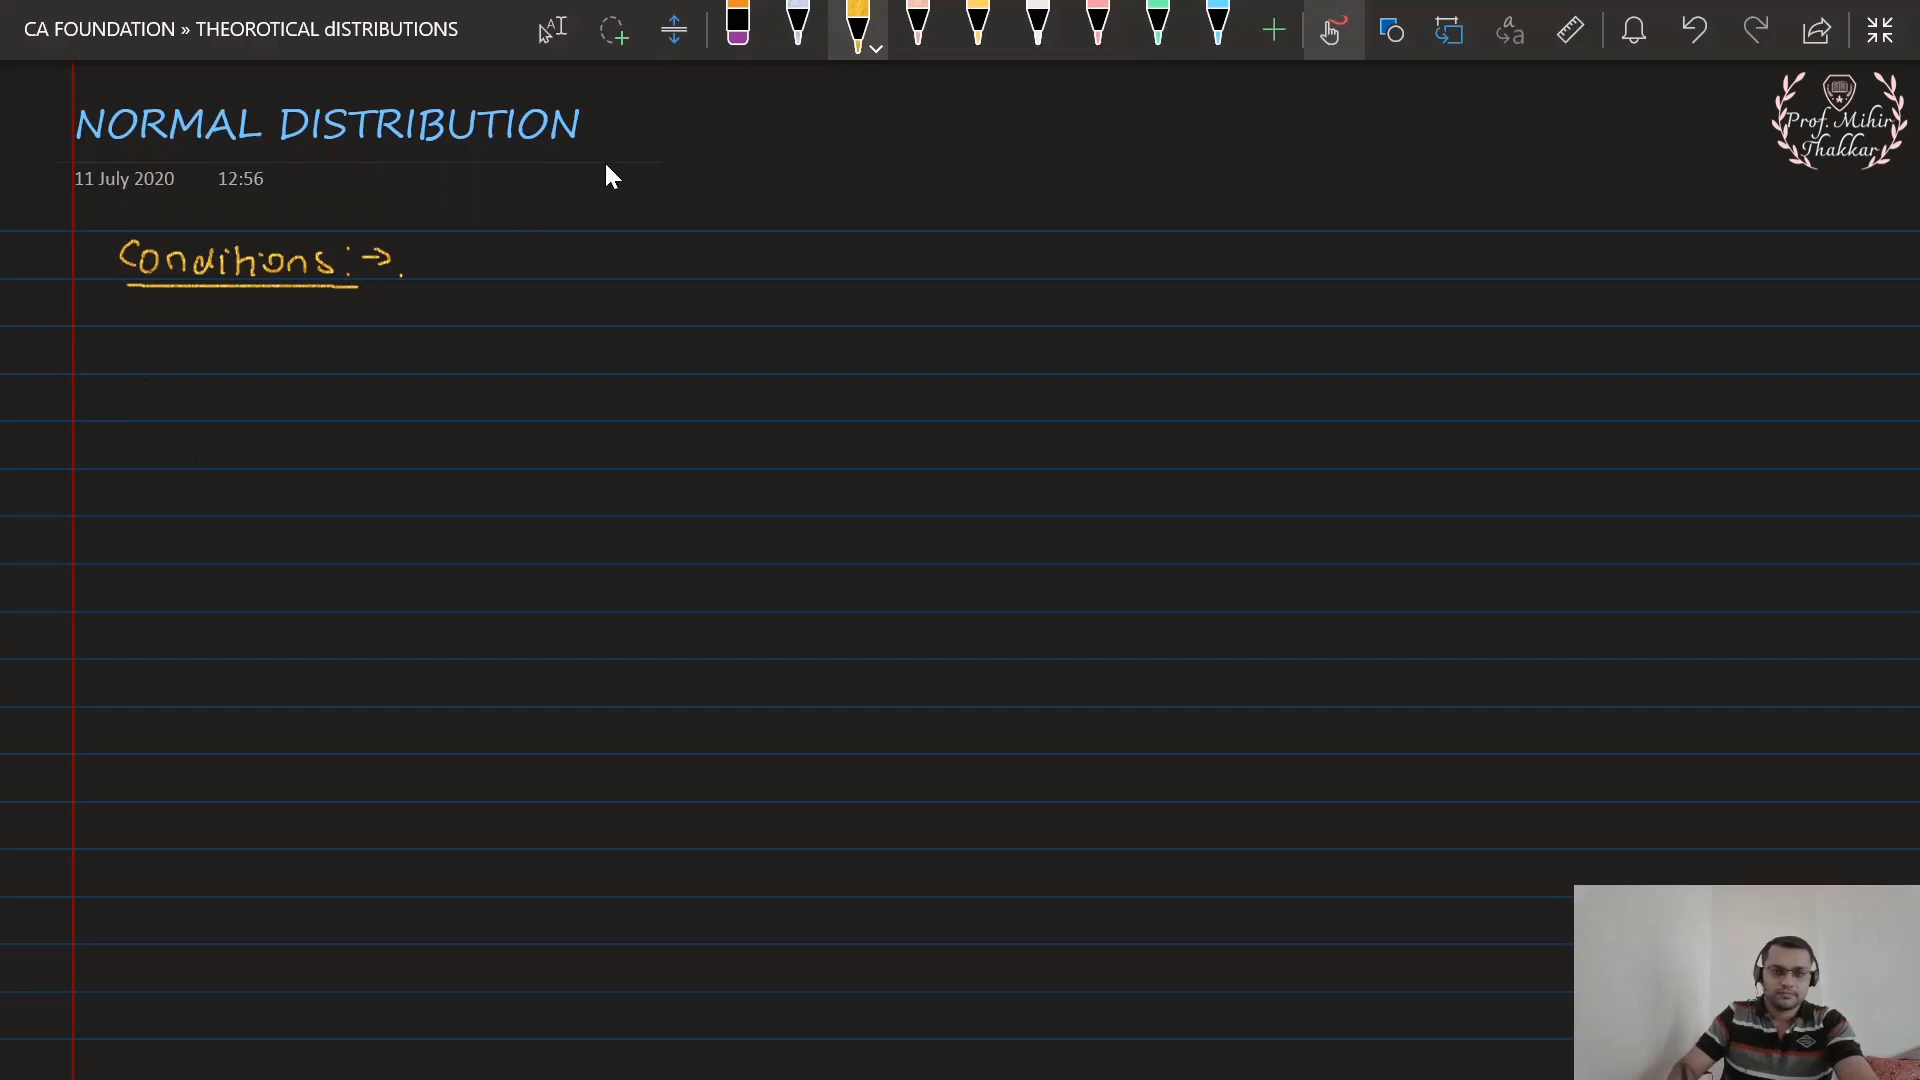 CA FOUNDATION » THEOROTICAL dISTRIBUTIONS
NORMAL DISTRIBUTION
Prof. Mihir
Thakkar
11 July 2020 12:56
Conditions :→